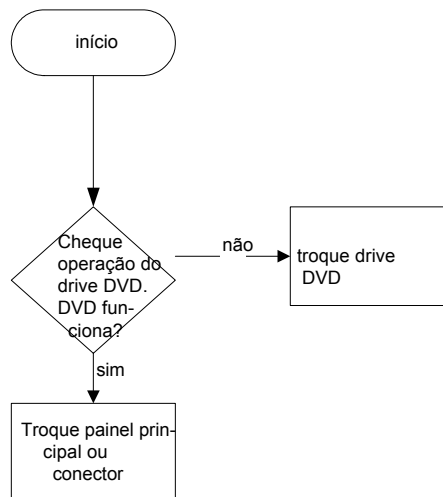 início
Cheque
operação do
drive DVD.
DVD fun-
ciona?
não
troque drive
DVD
sim
Troque painel prin-
cipal ou
conector